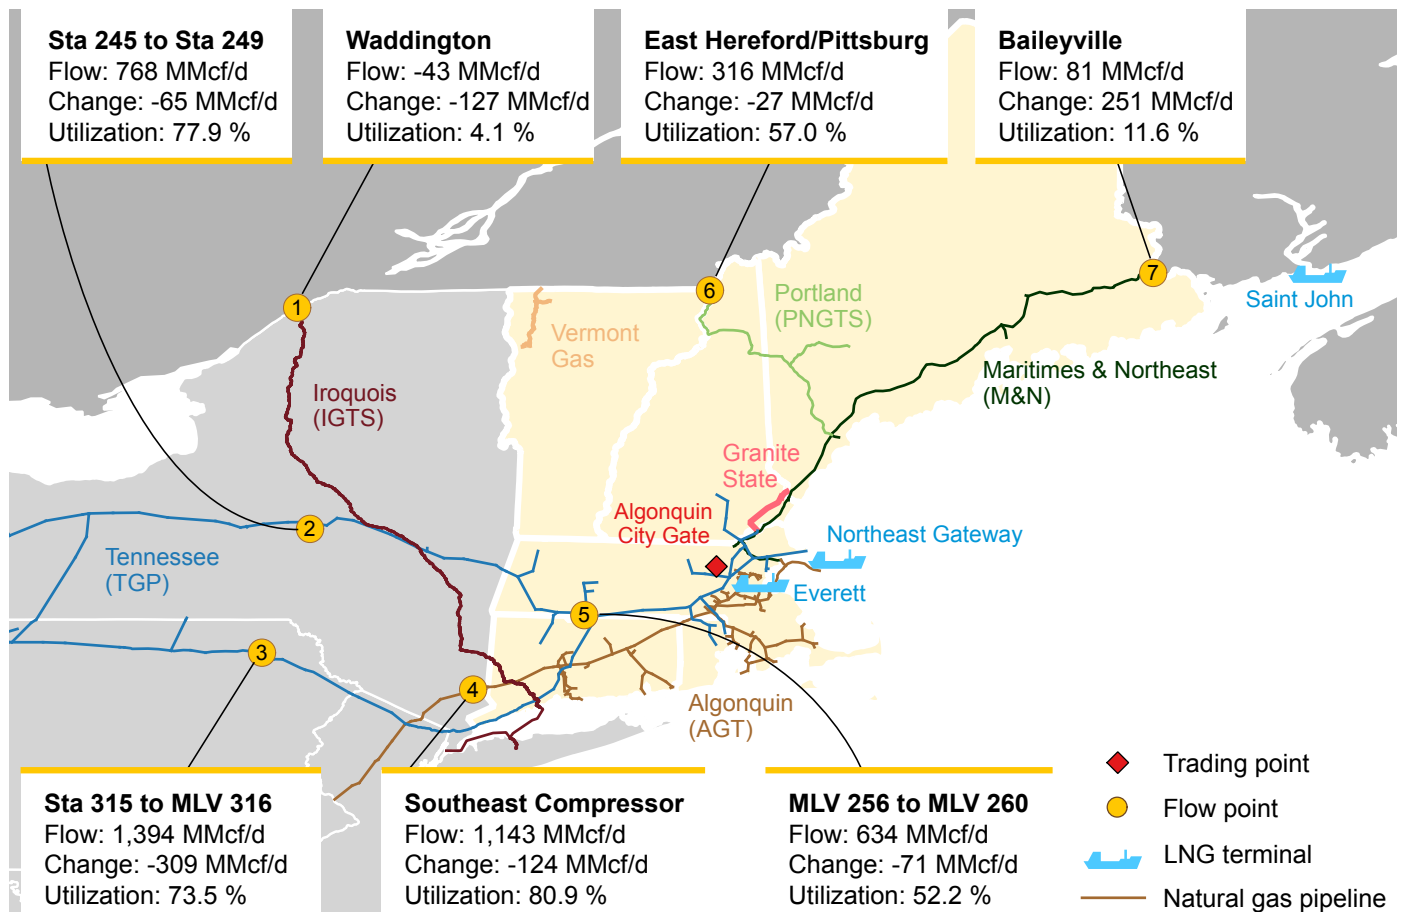 Sta 245 to Sta 249
Flow: 768 MMcf/d
Change: -65 MMcf/d
Utilization: 77.9 %
Waddington
Flow: -43 MMcf/d
Change: -127 MMcf/d
Utilization: 4.1 %
East Hereford/Pittsburg
Flow: 316 MMcf/d
Change: -27 MMcf/d
Utilization: 57.0 %
Baileyville
Flow: 81 MMcf/d
Change: 251 MMcf/d
Utilization: 11.6 %
1
2
3
4
5
6
7
Saint John
Portland
(PNGTS)
Vermont
Gas
Maritimes & Northeast
(M&N)
Iroquois
(IGTS)
Granite
State
Algonquin
City Gate
Northeast Gateway
Everett
Tennessee
(TGP)
Algonquin
(AGT)
Sta 315 to MLV 316
Flow: 1,394 MMcf/d
Change: -309 MMcf/d
Utilization: 73.5 %
Southeast Compressor
Flow: 1,143 MMcf/d
Change: -124 MMcf/d
Utilization: 80.9 %
MLV 256 to MLV 260
Flow: 634 MMcf/d
Change: -71 MMcf/d
Utilization: 52.2 %
Trading point
Flow point
LNG terminal
Natural gas pipeline